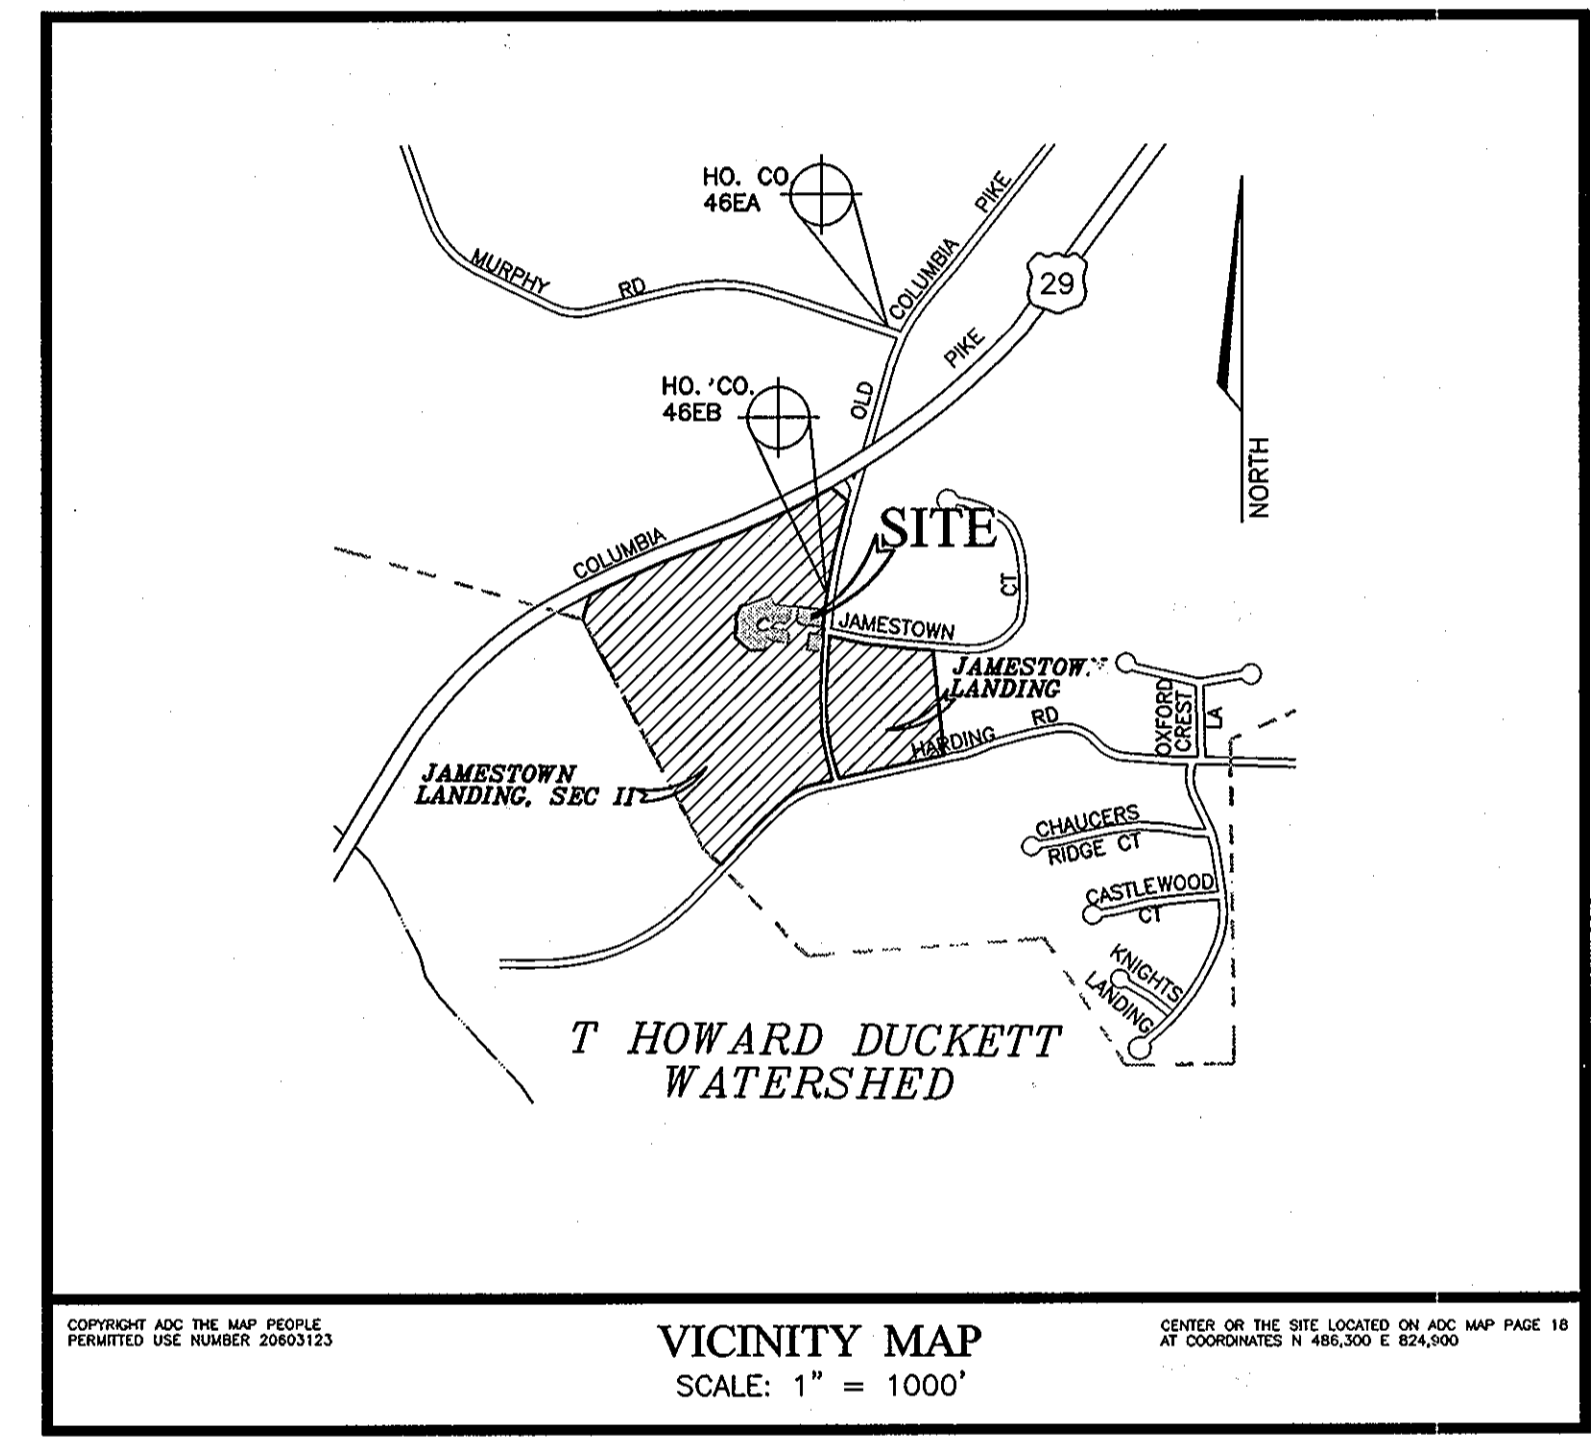 HO. CO.
46EA
COLUMBIA PIKE
29
MURPHY RD
PIKE
HO. CO.
46EB
OLD
NORTH
SITE
COLUMBIA
CT
JAMESTOWN
JAMESTOWN
LANDING
OXFORD
CREST
LA
HARDING RD
JAMESTOWN
LANDING, SEC II
CHAUCERS
RIDGE CT
CASTLEWOOD
CT
KNIGHTS
LANDING
T HOWARD DUCKETT
WATERSHED
COPYRIGHT ADC THE MAP PEOPLE
PERMITTED USE NUMBER 20603123
VICINITY MAP
SCALE: 1" = 1000'
CENTER OR THE SITE LOCATED ON ADC MAP PAGE 18
AT COORDINATES N 486,300 E 824,900